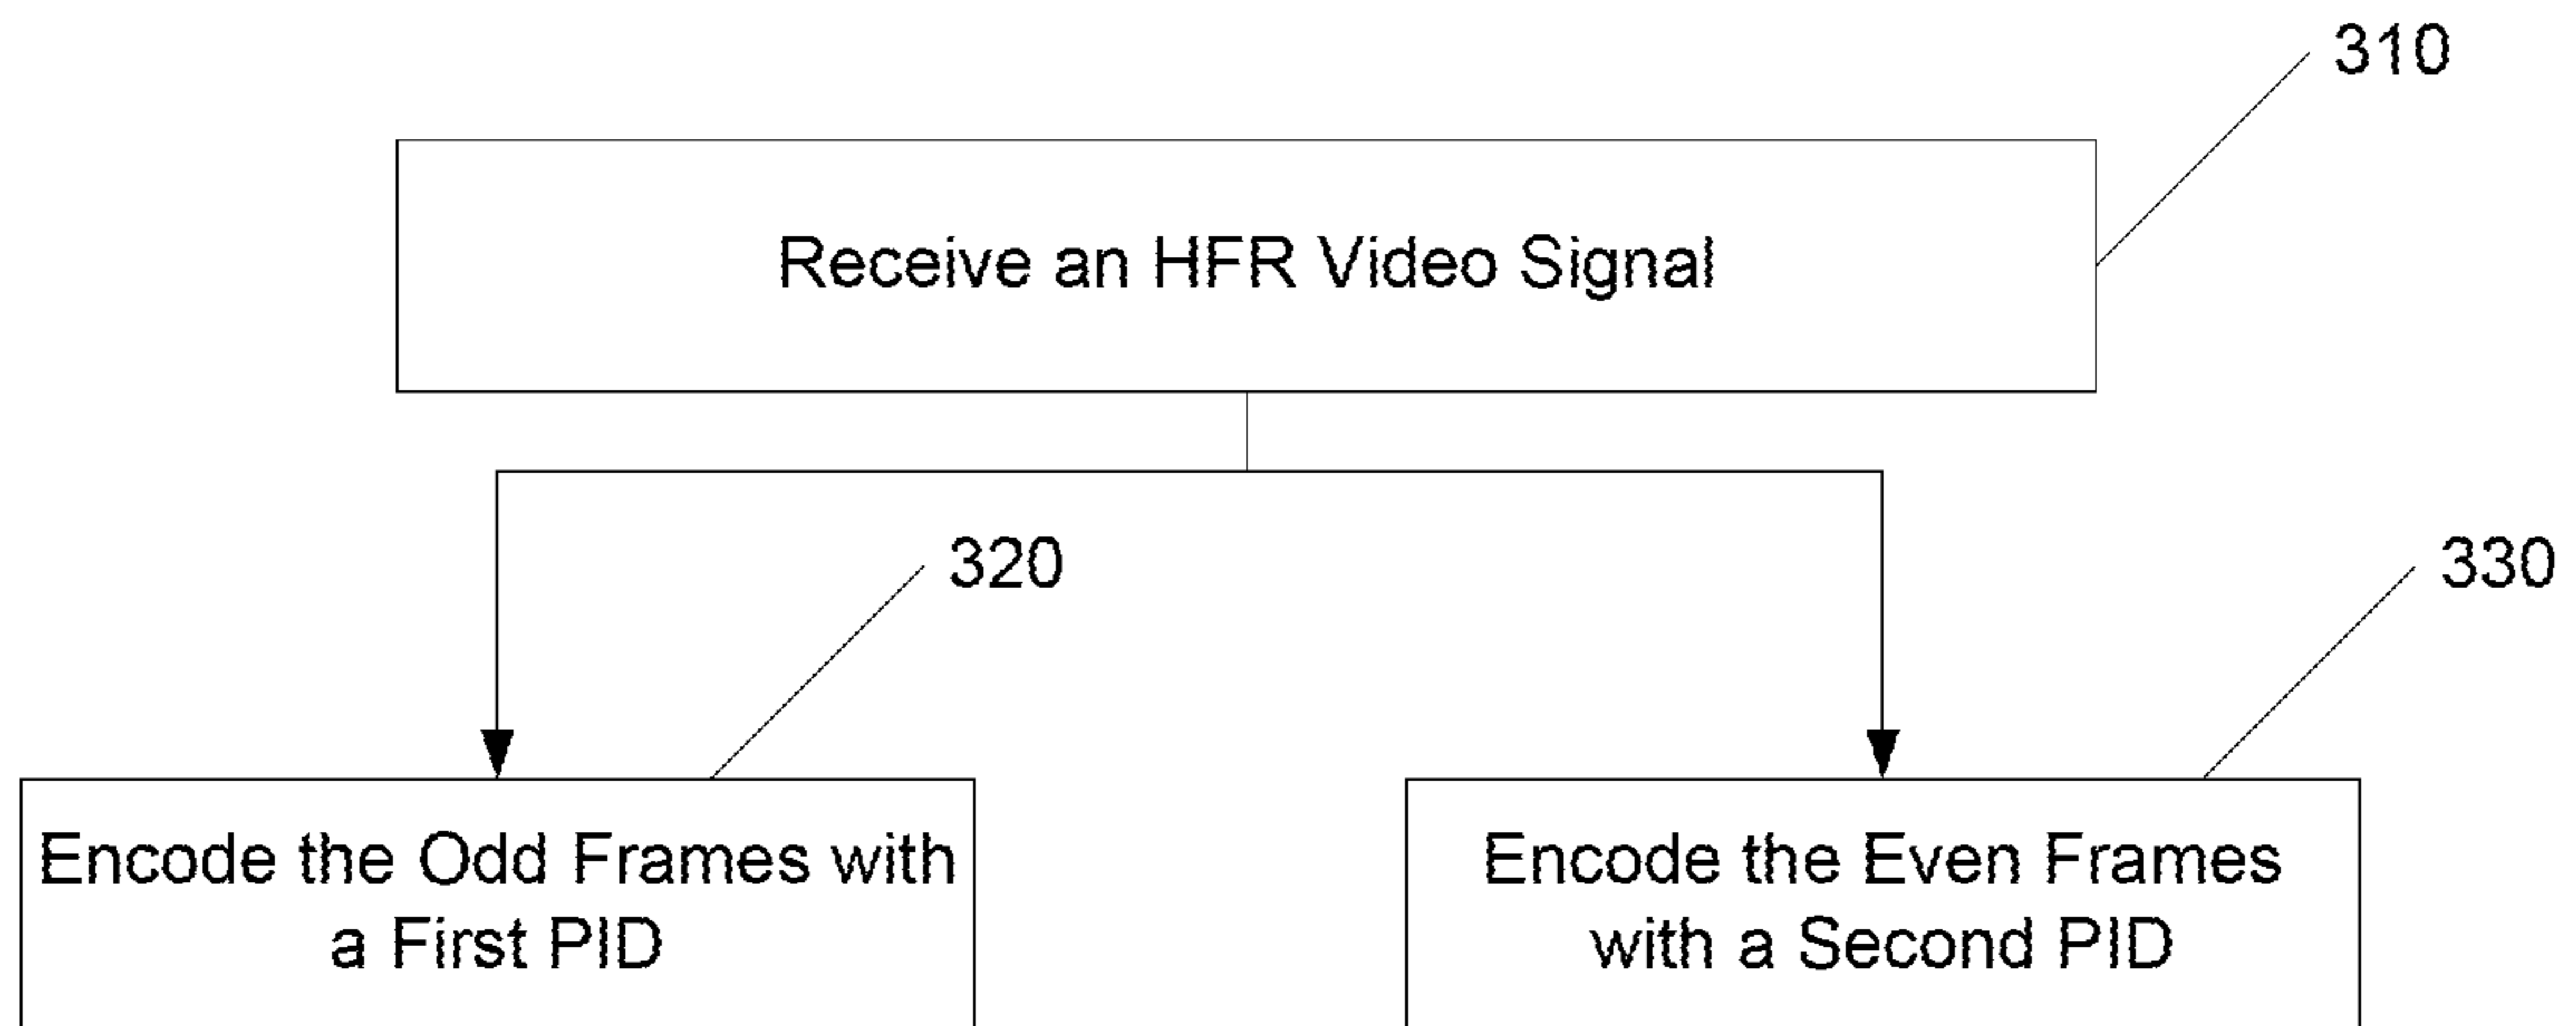 310
Receive an HFR Video Signal
320
330
Encode the Odd Frames with
a First PID
Encode the Even Frames
with a Second PID